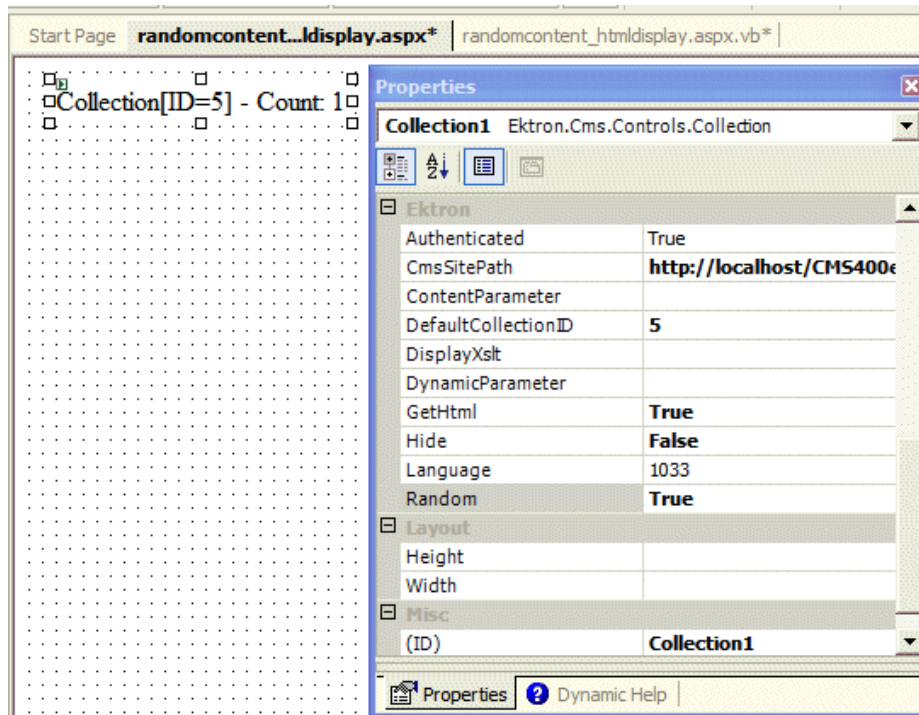 Start Page randomcontent...ldisplay.aspx* randomcontent_htmldisplay.aspx.vb*
Collection[ID=5] - Count: 1
Properties
Collection1 Ektron.Cms.Controls.Collection
Ektron
Authenticated True
CmsSitePath http://localhost/CMS400e
ContentParameter
DefaultCollectionID 5
DisplayXslt
DynamicParameter
GetHtml True
Hide False
Language 1033
Random True
Layout
Height
Width
Misc
(ID) Collection1
Properties Dynamic Help